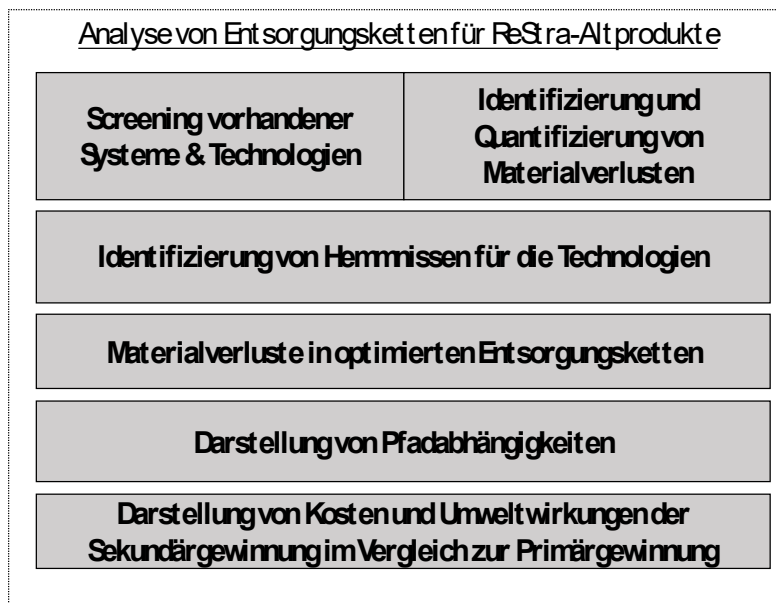 Analyse von Entsorgungsketten für ReStra-Altprodukte
Screening vorhandener
Systeme & Technologien
Identifizierung und
Quantifizierung von
Materialverlusten
Identifizierung von Hemmnissen für die Technologien
Materialverluste in optimierten Entsorgungsketten
Darstellung von Pfadabhängigkeiten
Darstellung von Kosten und Umweltwirkungen der
Sekundärgewinnung im Vergleich zur Primärgewinnung